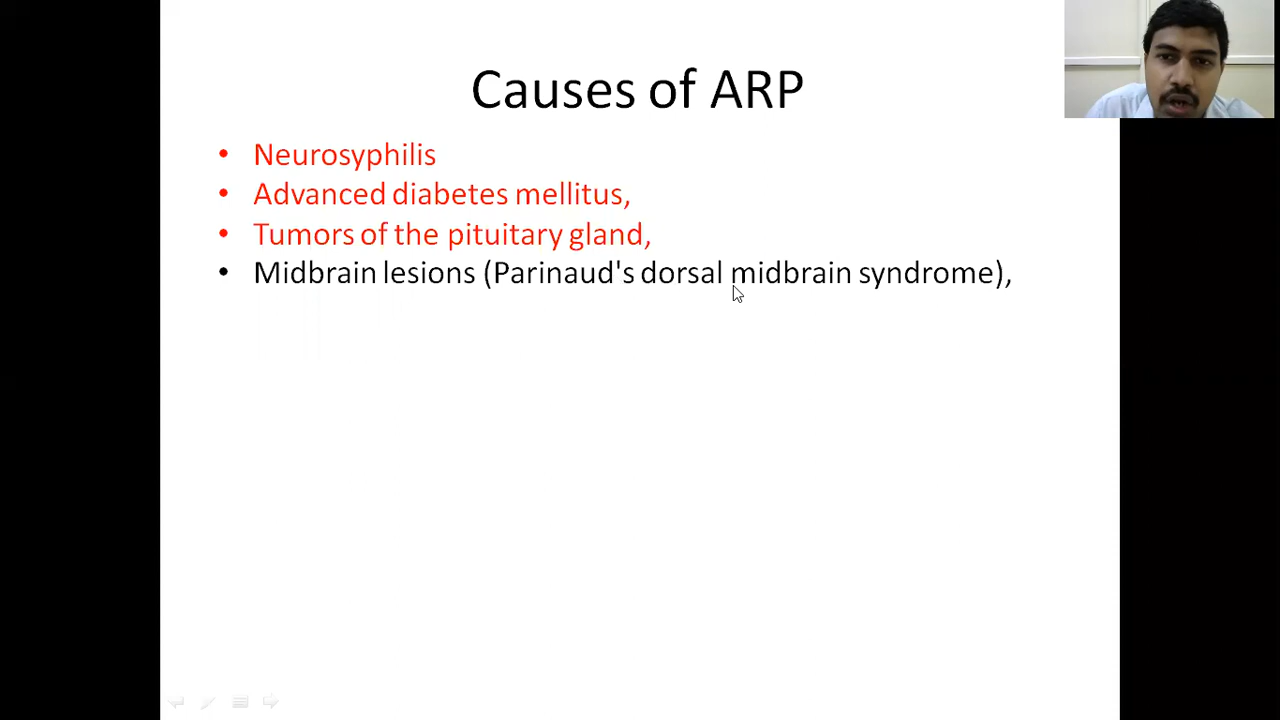 Causes of ARP
• Neurosyphilis
• Advanced diabetes mellitus,
• Tumors of the pituitary gland,
• Midbrain lesions (Parinaud's dorsal midbrain syndrome),